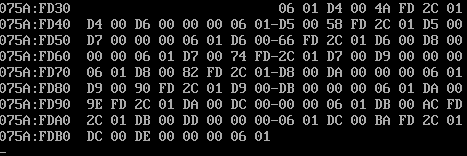 075A:FD30 06 01 D4 00 4A FD 2C 01
075A:FD40 D4 00 D6 00 00 00 06 01-D5 00 58 FD 2C 01 D5 00
075A:FD50 D7 00 00 00 06 01 D6 00-66 FD 2C 01 D6 00 D8 00
075A:FD60 00 00 06 01 D7 00 74 FD-2C 01 D7 00 D9 00 00 00
075A:FD70 06 01 D8 00 82 FD 2C 01-D8 00 DA 00 00 00 06 01
075A:FD80 D9 00 90 FD 2C 01 D9 00-DB 00 00 00 06 01 DA 00
075A:FD90 9E FD 2C 01 DA 00 DC 00-00 00 06 01 DB 00 AC FD
075A:FDA0 2C 01 DB 00 DD 00 00 00-06 01 DC 00 BA FD 2C 01
075A:FDB0 DC 00 DE 00 00 00 06 01